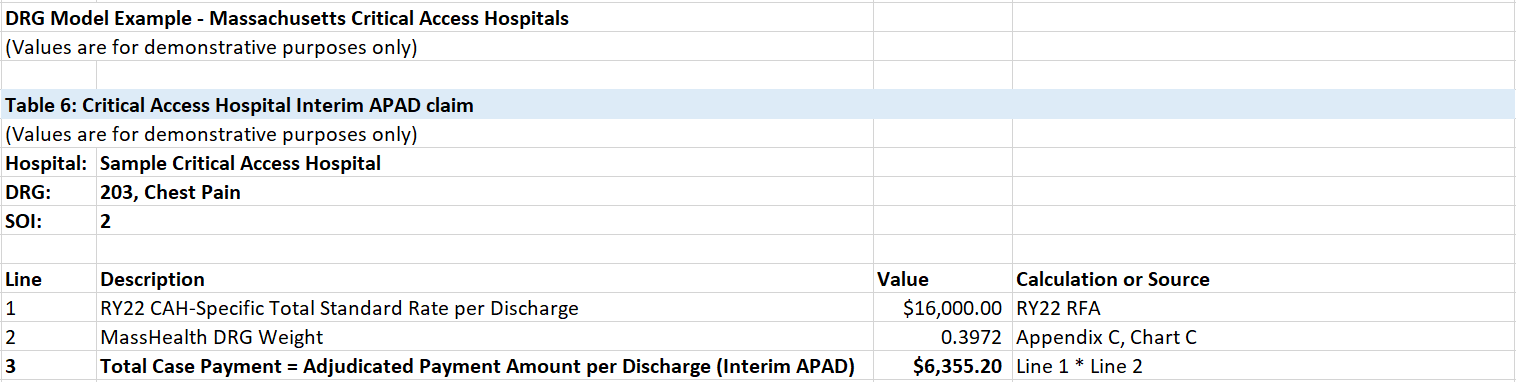 DRG Model Example - Massachusetts Critical Access Hospitals
(Values are for demonstrative purposes only)
Table 6: Critical Access Hospital Interim APAD claim
(Values are for demonstrative purposes only)
Hospital: Sample Critical Access Hospital
DRG: 203, Chest Pain
SOI: 2
Line Description Value Calculation or Source
1 RY22 CAH-Specific Total Standard Rate per Discharge $16,000.00 RY22 RFA
2 MassHealth DRG Weight 0.3972 Appendix C, Chart C
3 Total Case Payment = Adjudicated Payment Amount per Discharge (Interim APAD) $6,355.20 Line 1 * Line 2